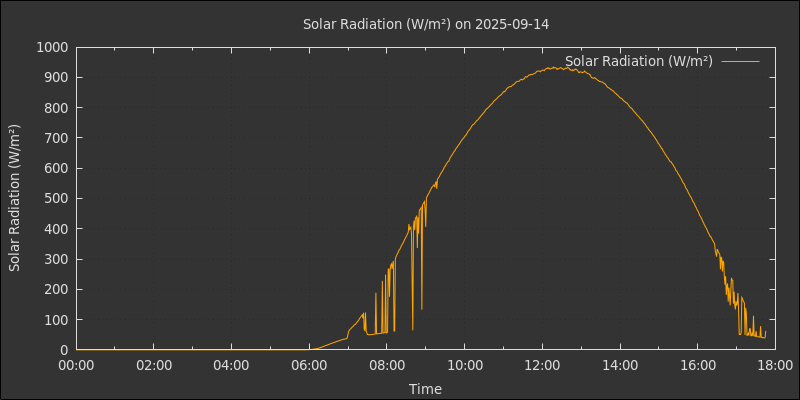 Solar Radiation (W/m²) on 2025-09-14
Solar Radiation (W/m²)
Solar Radiation (W/m²)
1000
900
800
700
600
500
400
300
200
100
0
00:00 02:00 04:00 06:00 08:00 10:00 12:00 14:00 16:00 18:00
Time